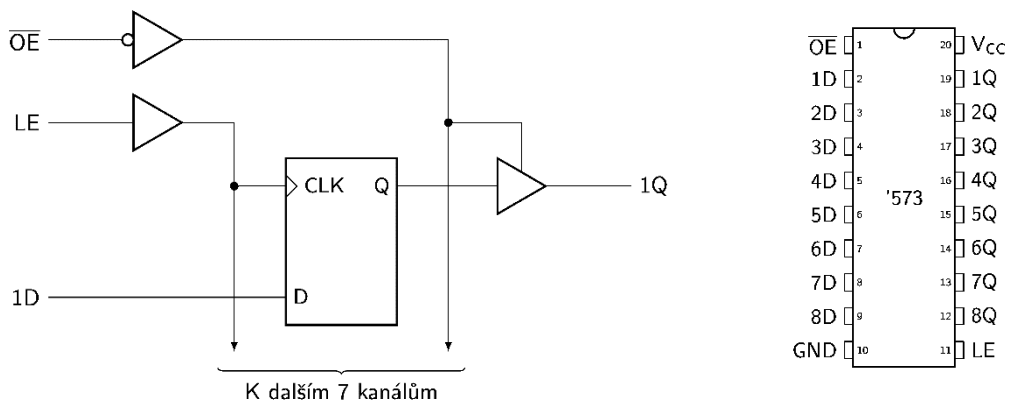 OE
LE
CLK
Q
1Q
1D
D
K dalším 7 kanálům
OE 1 20 VCC
1D 2 19 1Q
2D 3 18 2Q
3D 4 17 3Q
4D 5 16 4Q
'573
5D 6 15 5Q
6D 7 14 6Q
7D 8 13 7Q
8D 9 12 8Q
GND 10 11 LE